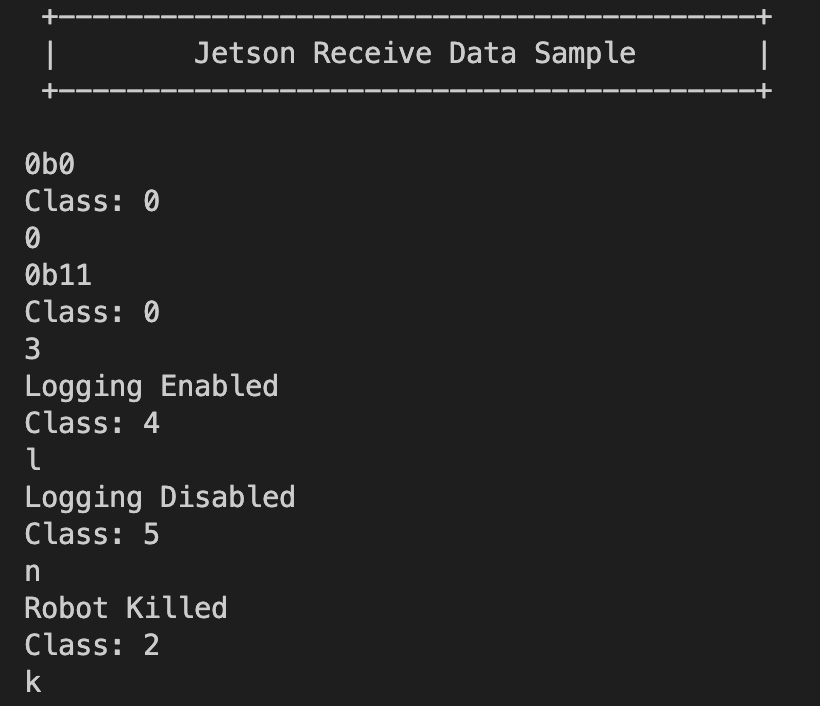 +-----------------------------------------+
|        Jetson Receive Data Sample       |
+-----------------------------------------+
0b0
Class: 0
0
0b11
Class: 0
3
Logging Enabled
Class: 4
l
Logging Disabled
Class: 5
n
Robot Killed
Class: 2
k